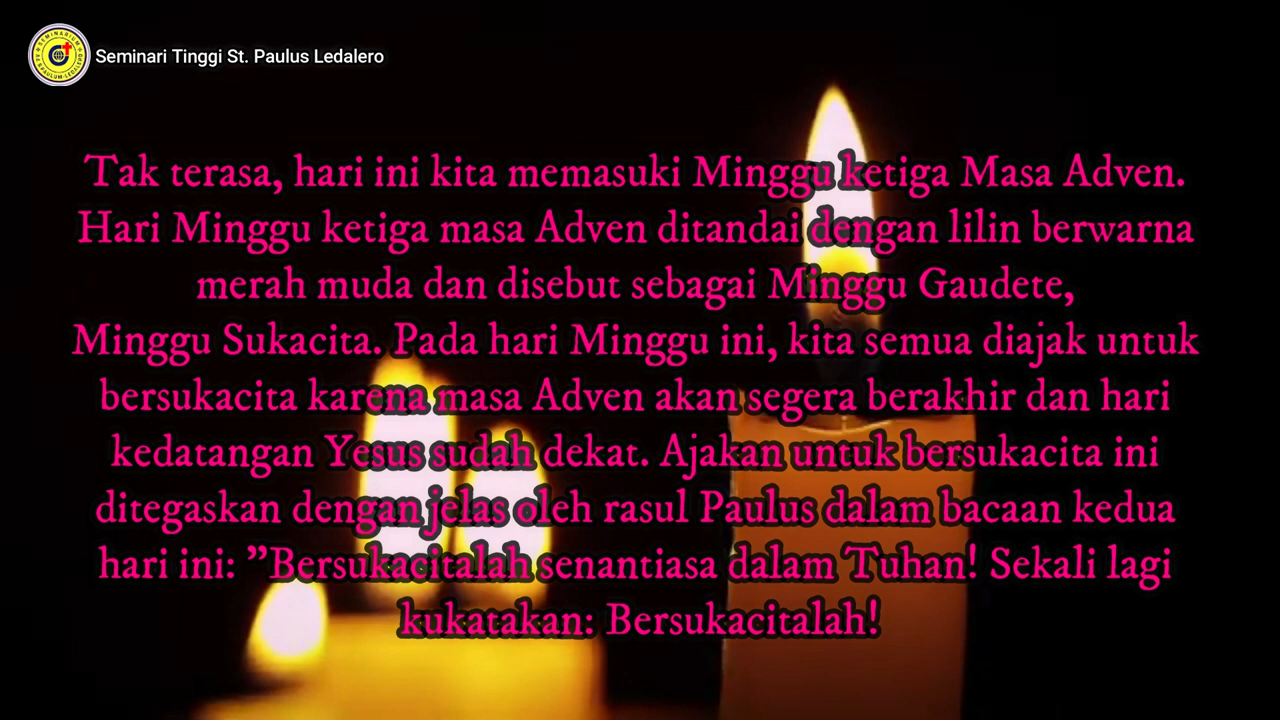 Seminari Tinggi St. Paulus Ledalero
Tak terasa, hari ini kita memasuki Minggu ketiga Masa Adven.
Hari Minggu ketiga masa Adven ditandai dengan lilin berwarna
merah muda dan disebut sebagai Minggu Gaudete,
Minggu Sukacita. Pada hari Minggu ini, kita semua diajak untuk
bersukacita karena masa Adven akan segera berakhir dan hari
kedatangan Yesus sudah dekat. Ajakan untuk bersukacita ini
ditegaskan dengan jelas oleh rasul Paulus dalam bacaan kedua
hari ini: ”Bersukacitalah senantiasa dalam Tuhan! Sekali lagi
kukatakan: Bersukacitalah!